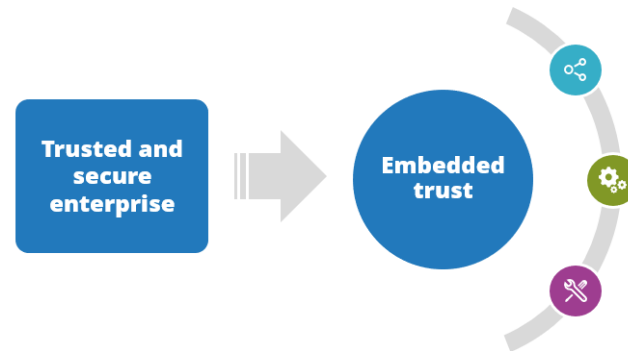 Trusted and
secure
enterprise
Embedded
trust